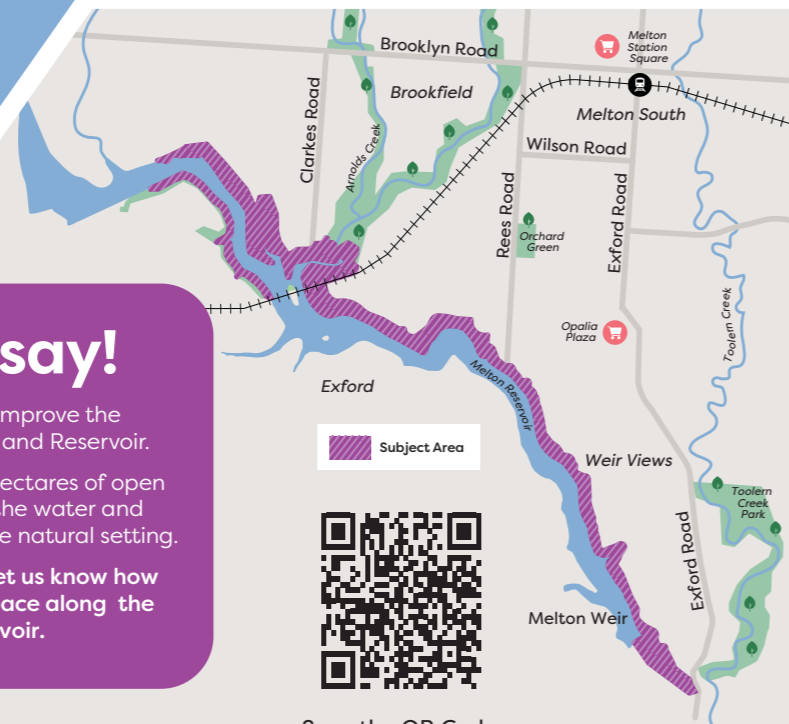 Brooklyn Road
Melton
Station
Square
Brookfield
Melton South
Clarkes Road
Arnolds Creek
Wilson Road
Rees Road
Exford Road
Orchard
Green
Toolern Creek
Opalia
Plaza
say!
mprove the
and Reservoir.
ectares of open
the water and
e natural setting.
et us know how
ace along the
voir.
Exford
Melton Reservoir
Subject Area
Weir Views
Toolern
Creek
Park
Exford Road
Melton Weir